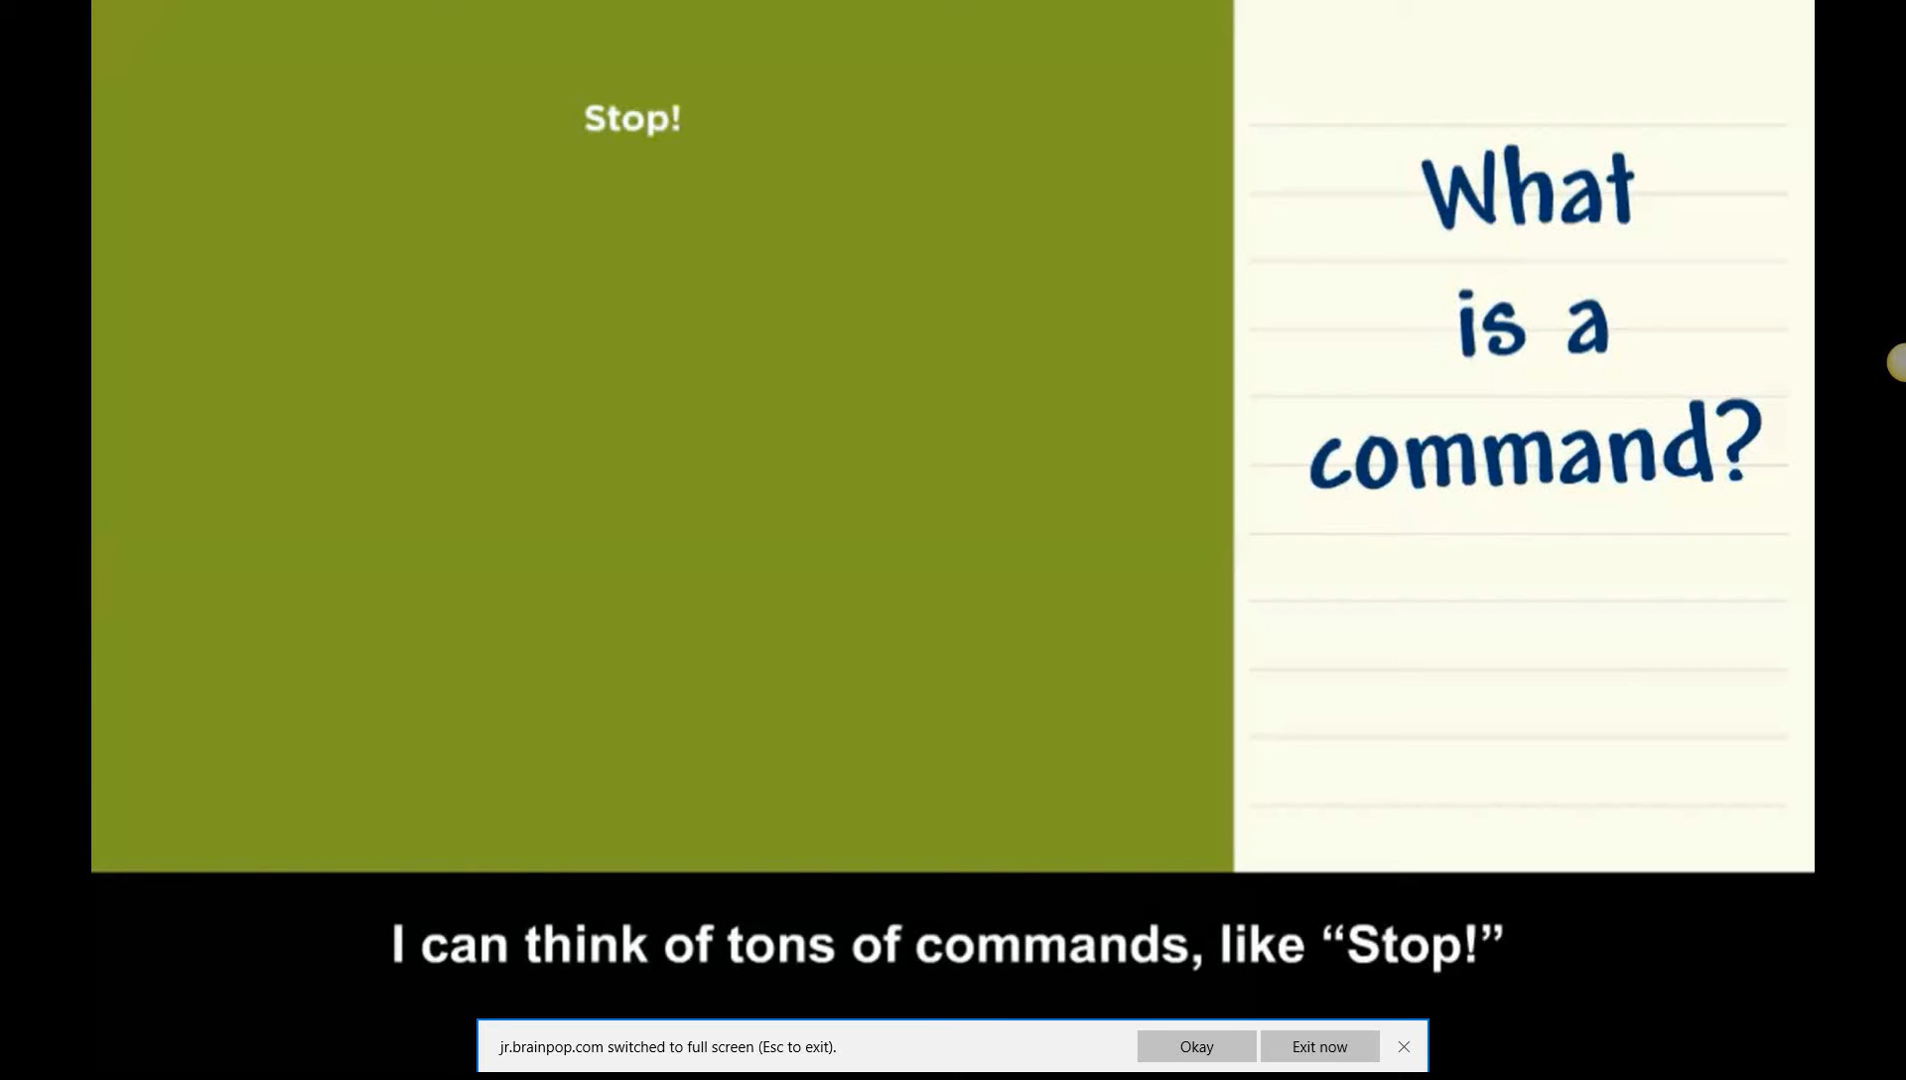 Stop!
What
is a
command?
I can think of tons of commands, like “Stop!”
jr.brainpop.com switched to full screen (Esc to exit).
Okay
Exit now